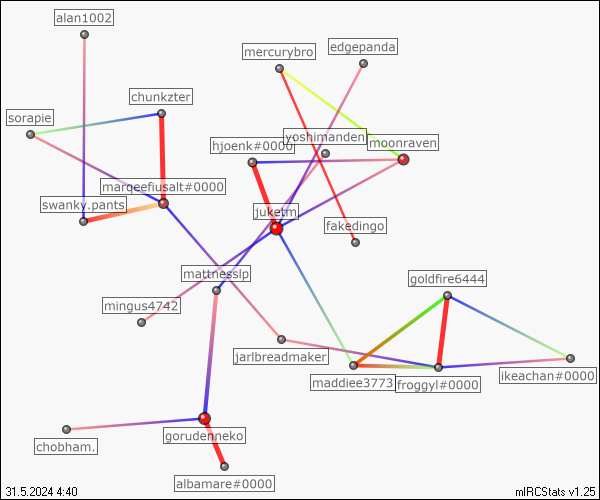 alan1002
edgepanda
mercurybro
chunkzter
sorapie
yoshimanden
hjoenk#0000
moonraven
marceefiusalt#0000
swanky.pants
juketm
fakedingo
mattnesslp
goldfire6444
mingus4742
jarlbreadmaker
ikeachan#0000
maddiee3773
froggyl#0000
gorudenneko
chobham.
albamare#0000
31.5.2024 4:40
mIRCStats v1.25